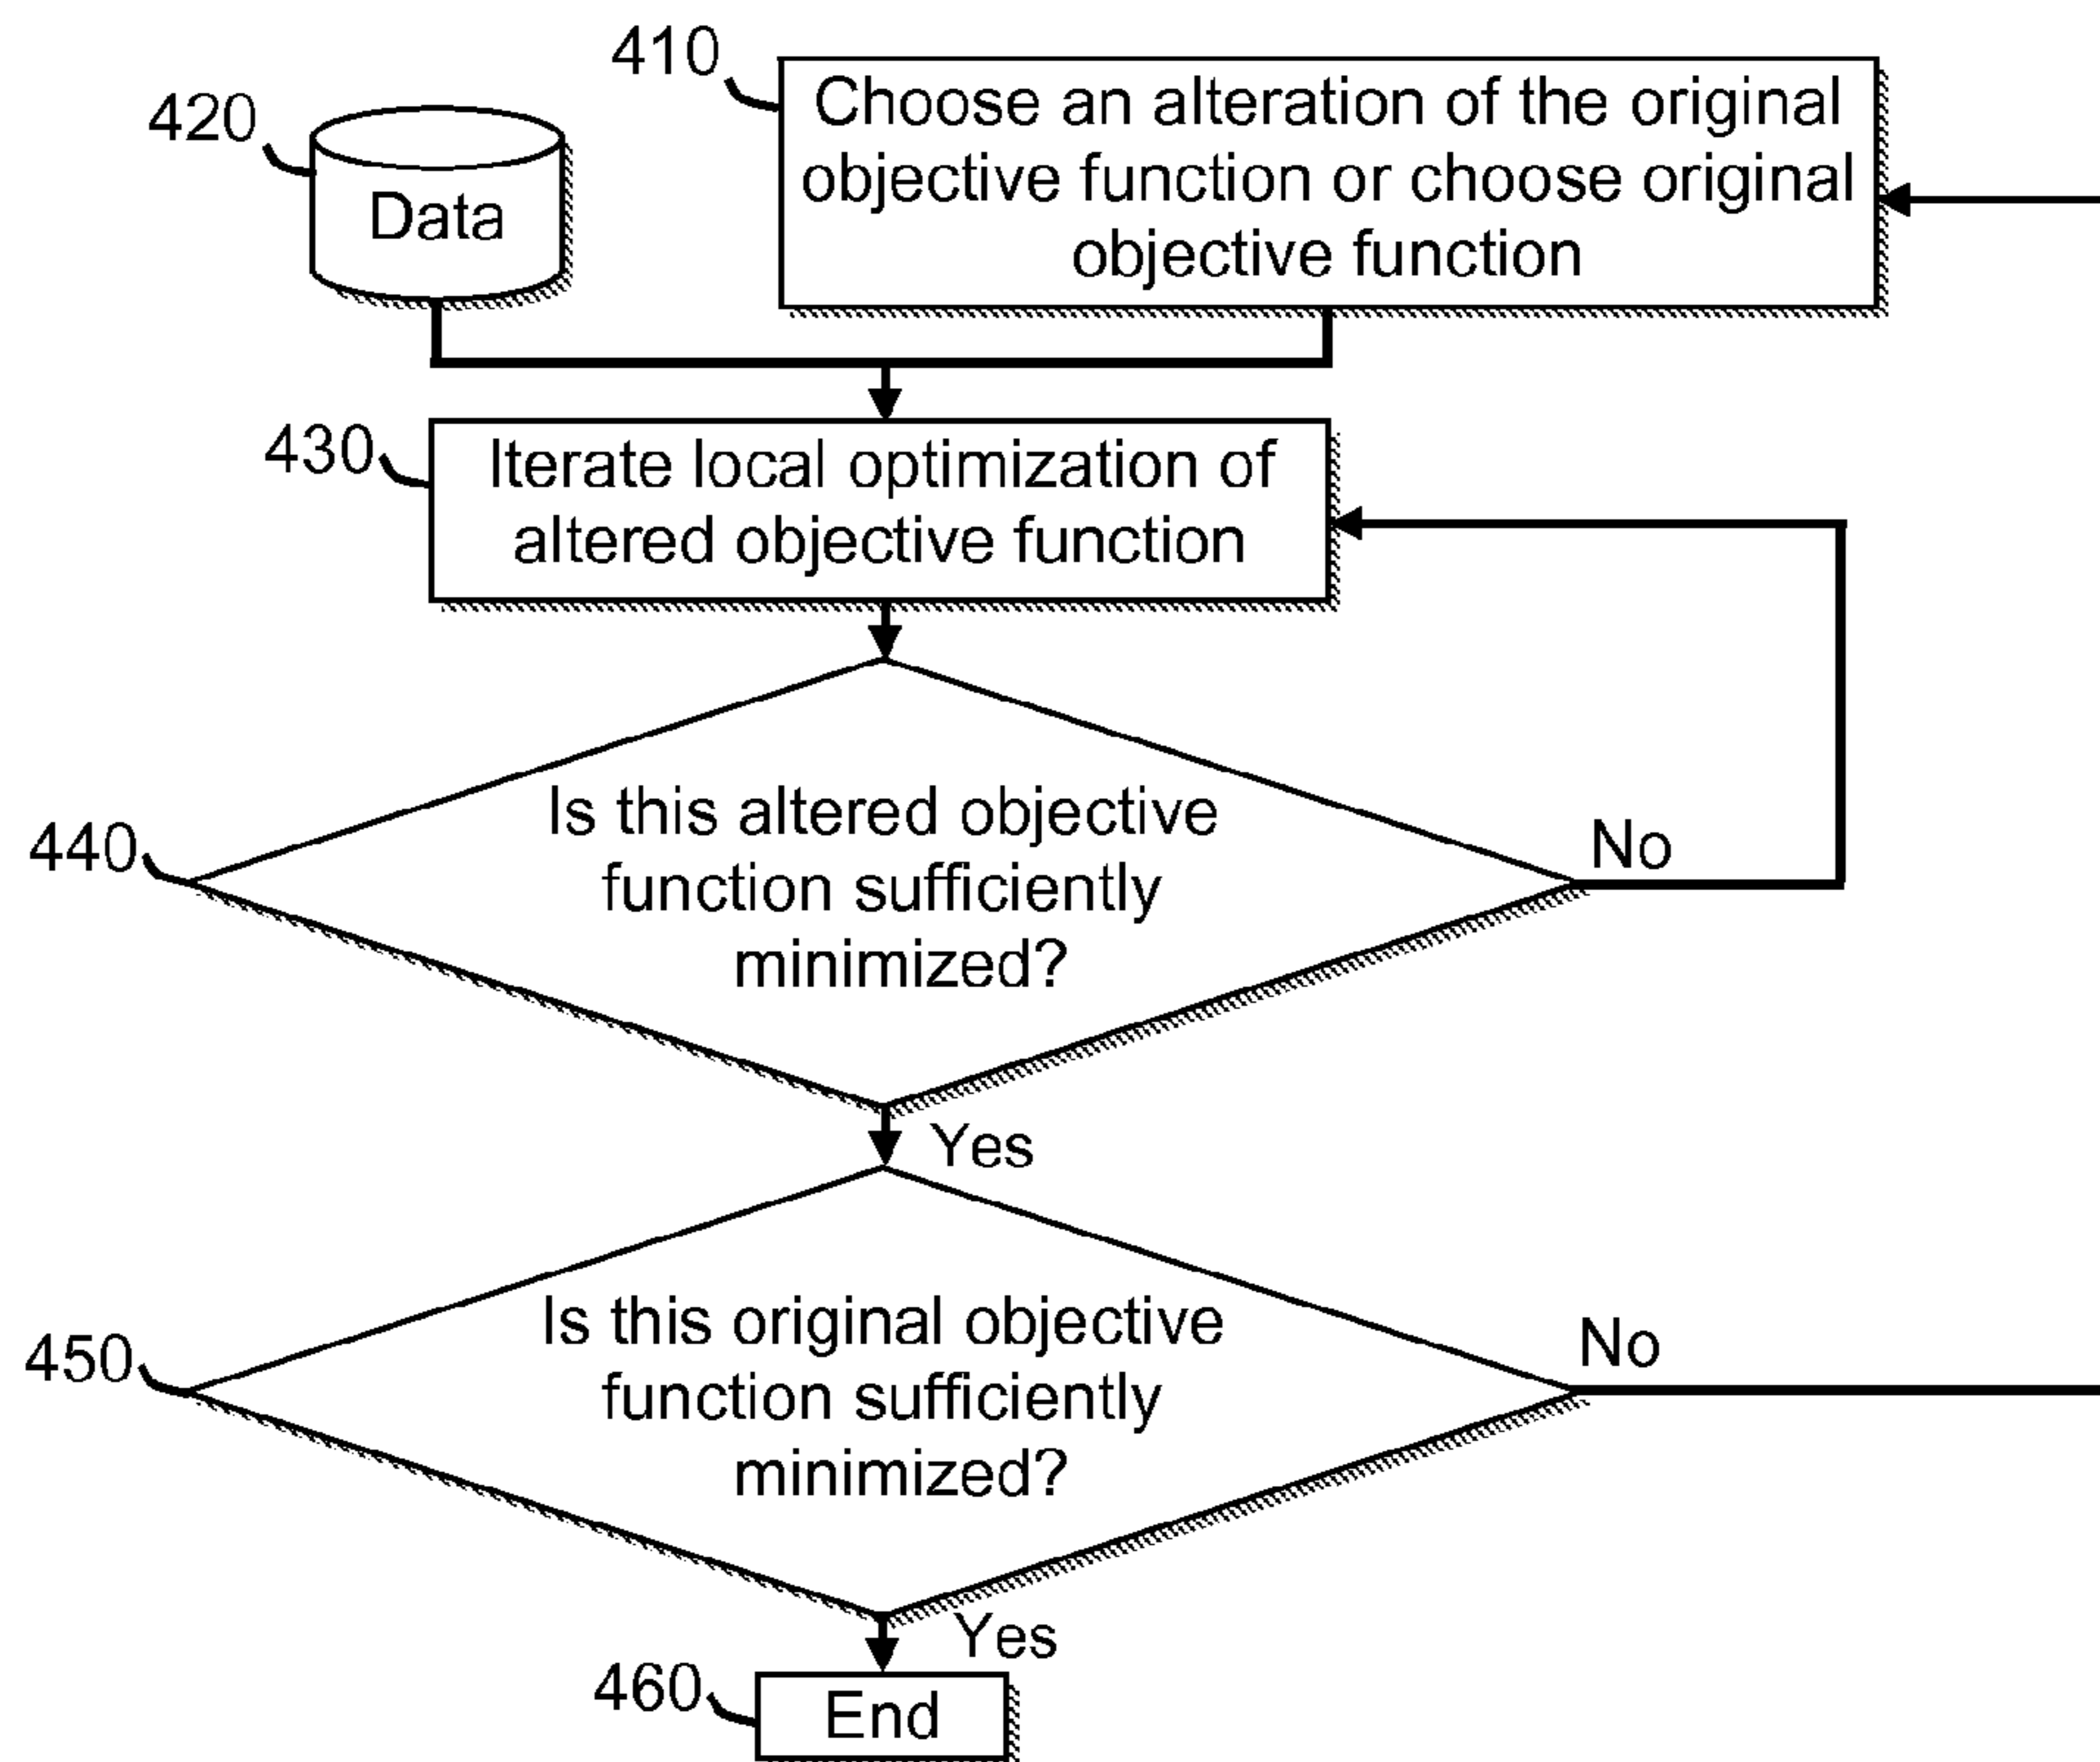 410
Choose an alteration of the original
objective function or choose original
objective function
420
Data
430
Iterate local optimization of
altered objective function
440
Is this altered objective
function sufficiently
minimized?
No
Yes
450
Is this original objective
function sufficiently
minimized?
No
Yes
460
End